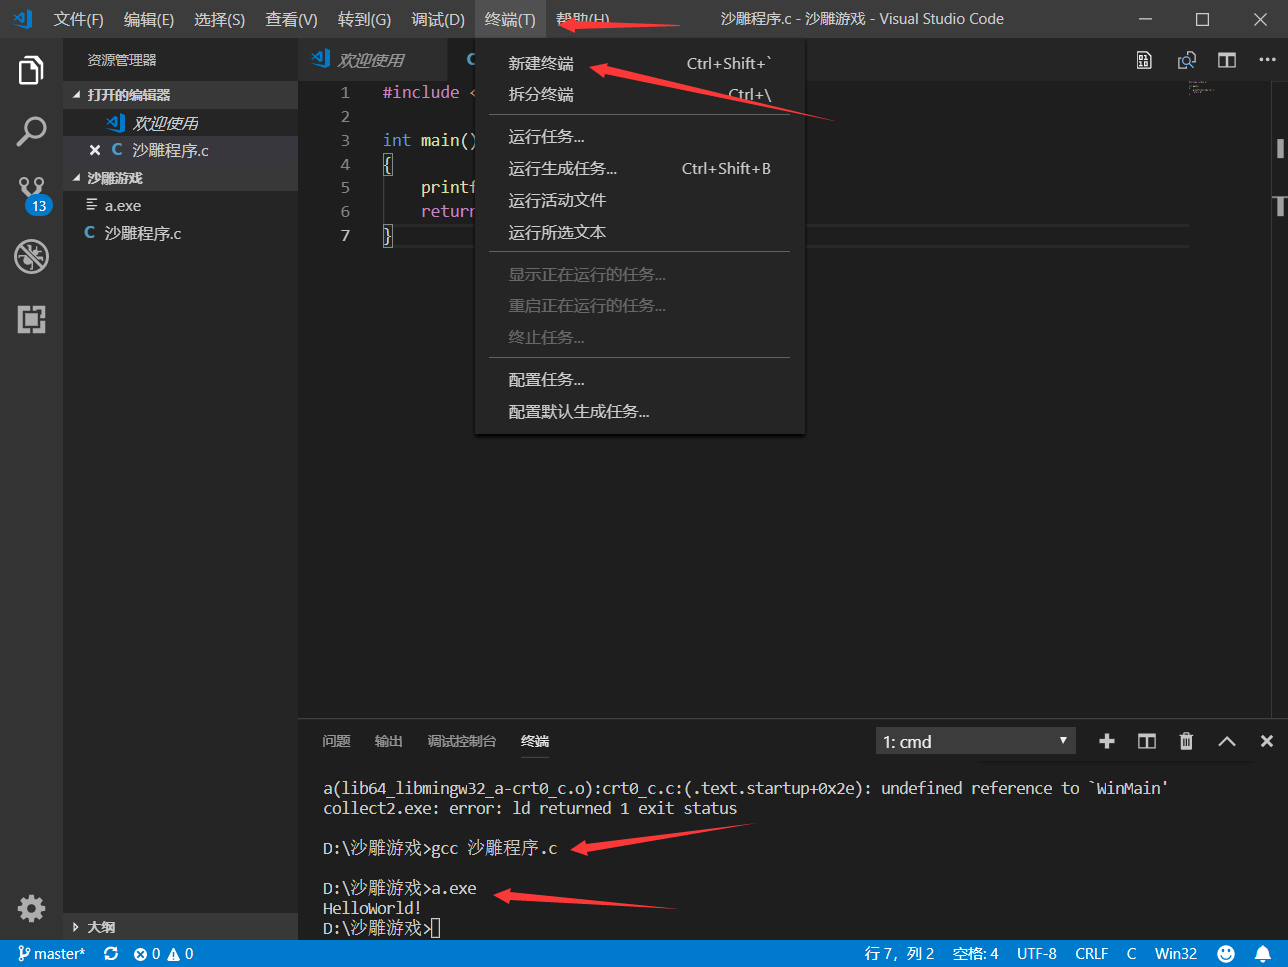 文件(F) 编辑(E) 选择(S) 查看(V) 转到(G) 调试(D) 终端(T) 帮助(H) 沙雕程序.c - 沙雕游戏 - Visual Studio Code
资源管理器
打开的编辑器
欢迎使用
沙雕程序.c
沙雕游戏
a.exe
沙雕程序.c
大纲
13
欢迎使用
C
1 #include <
2
3 int main()
4 {
5 printf
6 return
7 }
新建终端 Ctrl+Shift+`
拆分终端 Ctrl+\
运行任务...
运行生成任务... Ctrl+Shift+B
运行活动文件
运行所选文本
显示正在运行的任务...
重启正在运行的任务...
终止任务...
配置任务...
配置默认生成任务...
问题 输出 调试控制台 终端 1: cmd
a(lib64_libmingw32_a-crt0_c.o):crt0_c.c:(.text.startup+0x2e): undefined reference to `WinMain'
collect2.exe: error: ld returned 1 exit status
D:\沙雕游戏>gcc 沙雕程序.c
D:\沙雕游戏>a.exe
HelloWorld!
D:\沙雕游戏>
master* 0 0 行 7，列 2 空格: 4 UTF-8 CRLF C Win32